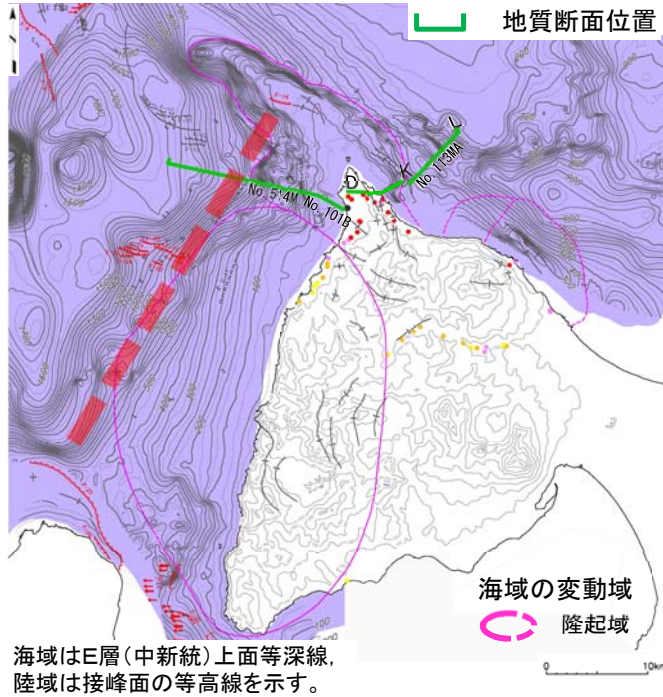 地質断面位置
L
K
D
No.113MA
No.514M
No.101B
海域の変動域
隆起域
海域はE層(中新統)上面等深線,
陸域は接峰面の等高線を示す。
0
10km